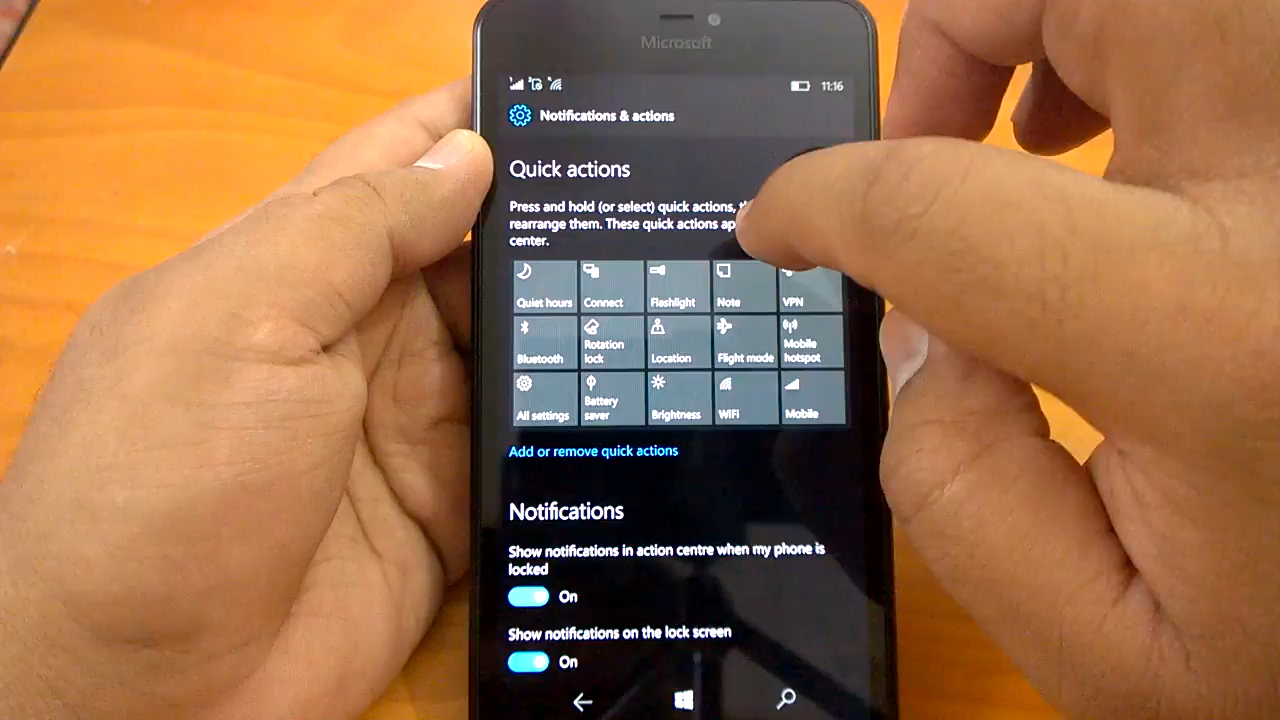 Microsoft
11:16
Notifications & actions
Quick actions
Press and hold (or select) quick actions,
rearrange them. These quick actions
center.
Quiet hours Connect Flashlight Note VPN
Bluetooth Rotation lock Location Flight mode Mobile hotspot
All settings Battery saver Brightness WiFi Mobile
Add or remove quick actions
Notifications
Show notifications in action centre when my phone is
locked
On
Show notifications on the lock screen
On